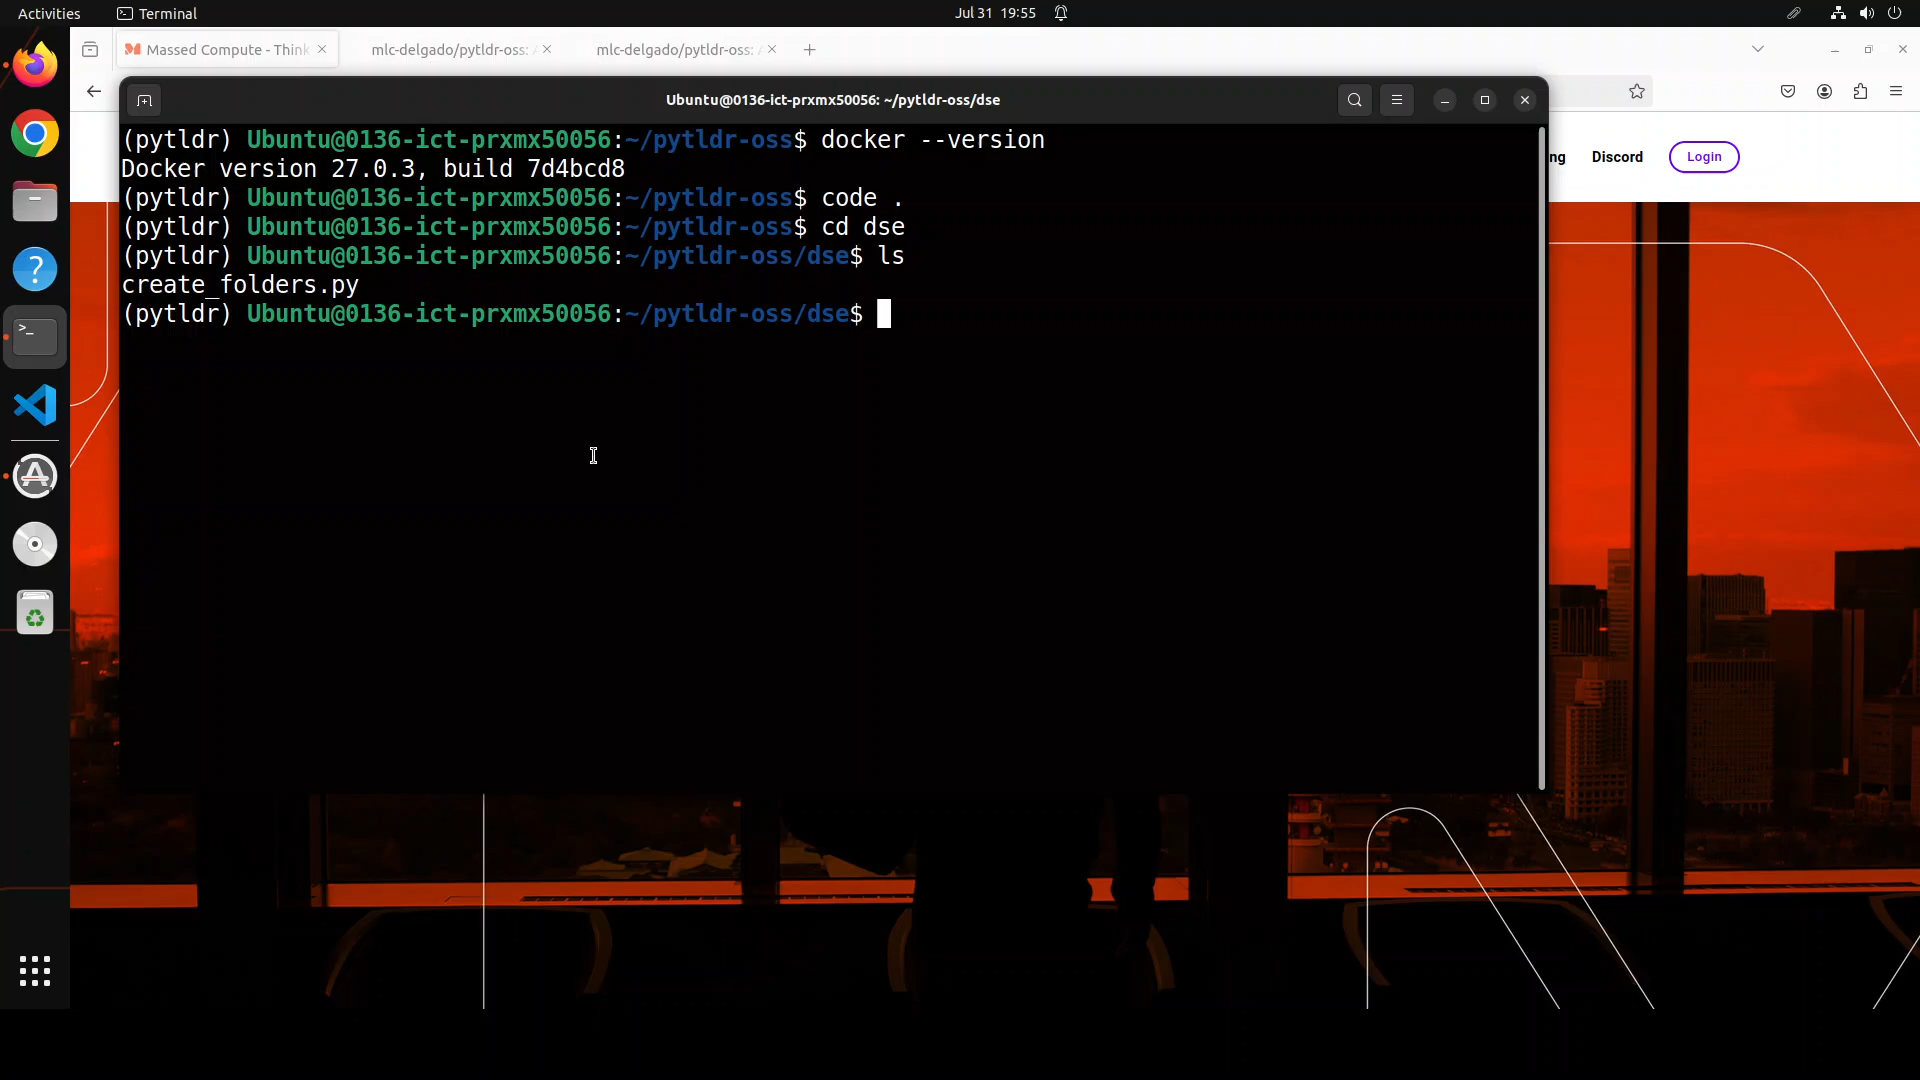 Activities
Terminal
Jul 31 19:55
Massed Compute - Think
mlc-delgado/pytldr-oss:
mlc-delgado/pytldr-oss:
Ubuntu@0136-ict-prxmx50056: ~/pytldr-oss/dse
(pytldr) Ubuntu@0136-ict-prxmx50056:~/pytldr-oss$ docker --version
Docker version 27.0.3, build 7d4bcd8
(pytldr) Ubuntu@0136-ict-prxmx50056:~/pytldr-oss$ code .
(pytldr) Ubuntu@0136-ict-prxmx50056:~/pytldr-oss$ cd dse
(pytldr) Ubuntu@0136-ict-prxmx50056:~/pytldr-oss/dse$ ls
create_folders.py
(pytldr) Ubuntu@0136-ict-prxmx50056:~/pytldr-oss/dse$
ng
Discord
Login